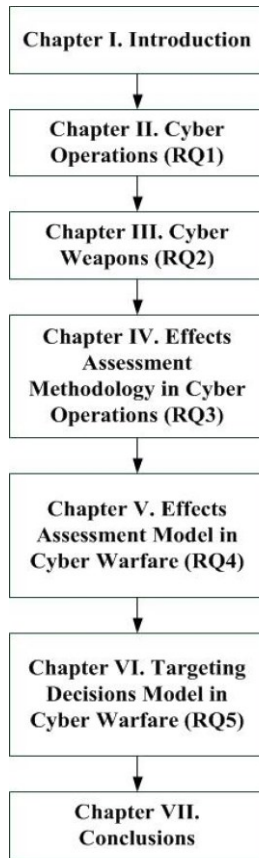 Chapter I. Introduction
Chapter II. Cyber
Operations (RQ1)
Chapter III. Cyber
Weapons (RQ2)
Chapter IV. Effects
Assessment
Methodology in Cyber
Operations (RQ3)
Chapter V. Effects
Assessment Model in
Cyber Warfare (RQ4)
Chapter VI. Targeting
Decisions Model in
Cyber Warfare (RQ5)
Chapter VII.
Conclusions